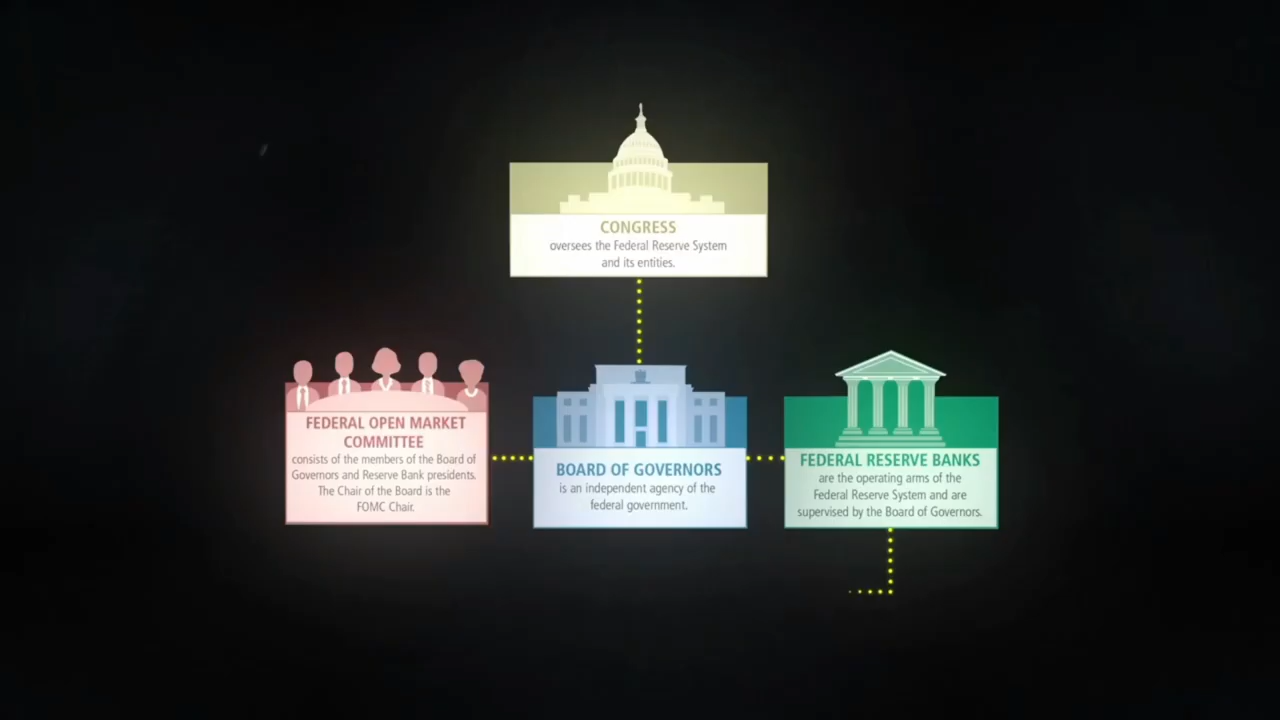 CONGRESS
oversees the Federal Reserve System
and its entities.
FEDERAL OPEN MARKET
COMMITTEE
consists of the members of the Board of
Governors and Reserve Bank presidents.
The Chair of the Board is the
FOMC Chair.
BOARD OF GOVERNORS
is an independent agency of the
federal government.
FEDERAL RESERVE BANKS
are the operating arms of the
Federal Reserve System and are
supervised by the Board of Governors.